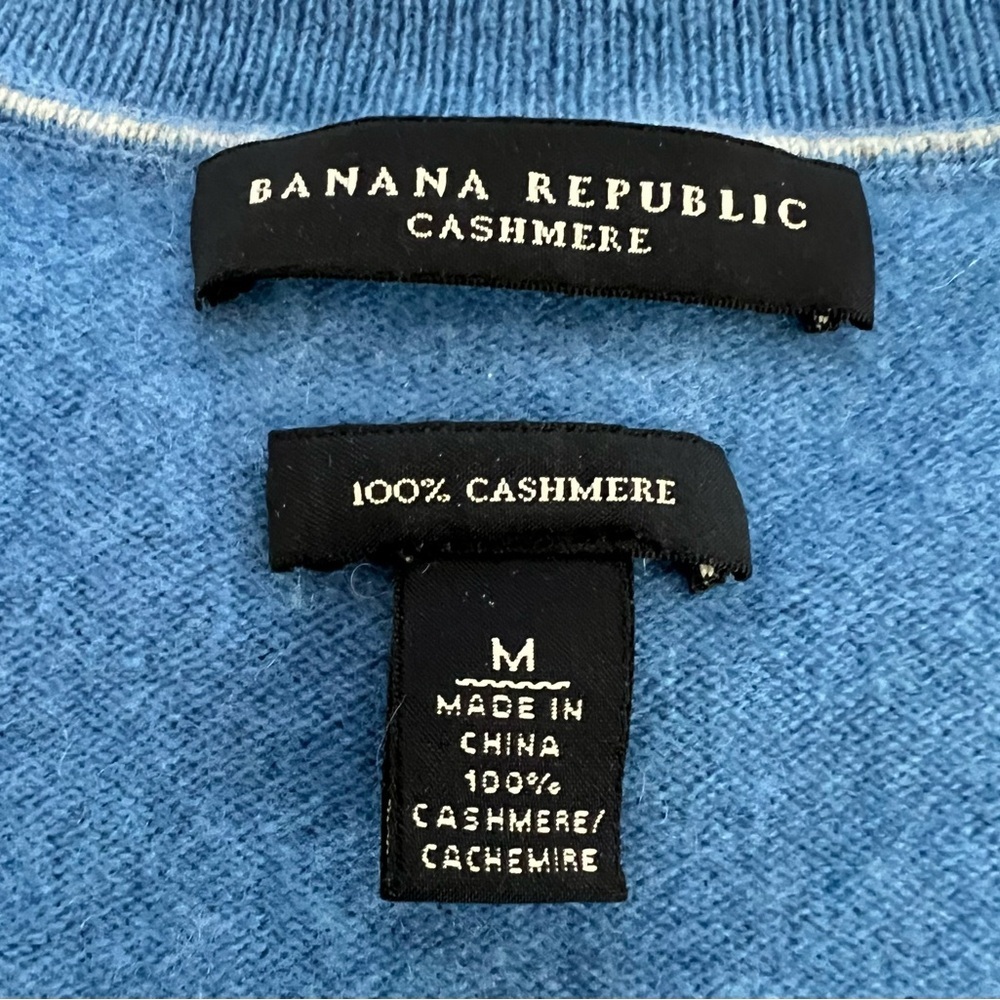 BANANA REPUBLIC
CASHMERE
100% CASHMERE
M
MADE IN
CHINA
100%
CASHMERE/
CACHEMIRE